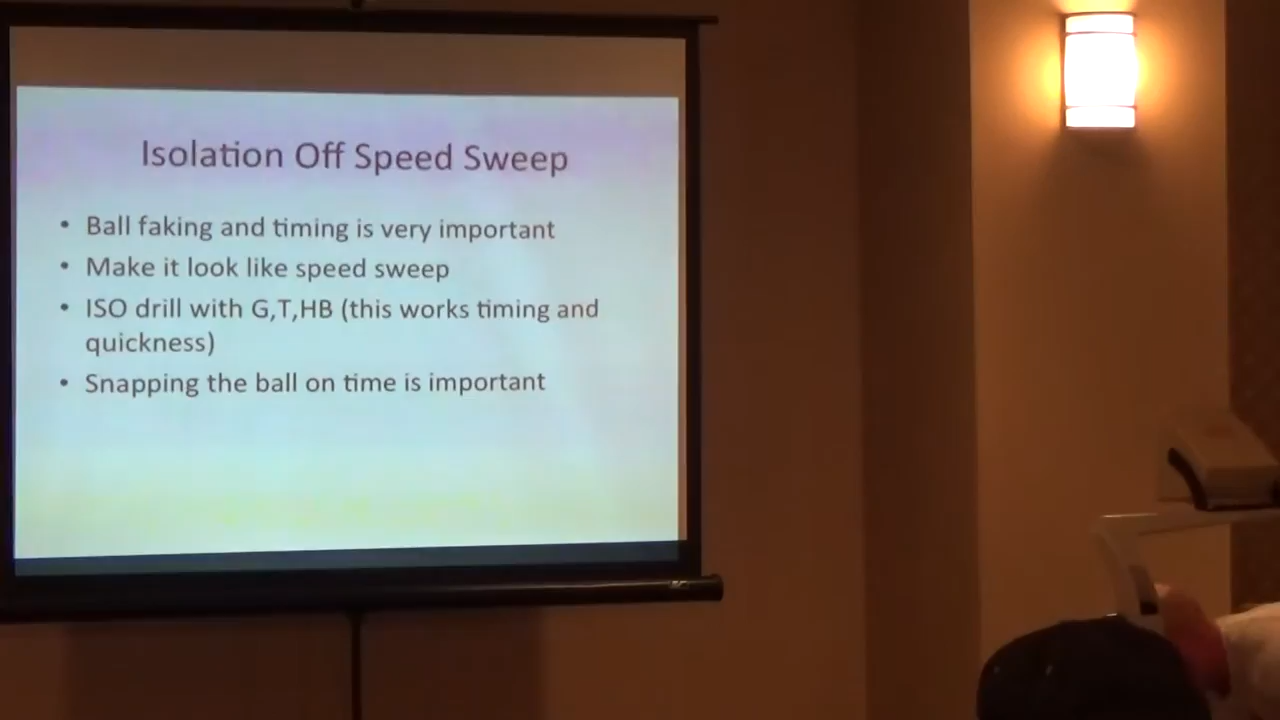 Isolation Off Speed Sweep
• Ball faking and timing is very important
• Make it look like speed sweep
• ISO drill with G,T,HB (this works timing and
quickness)
• Snapping the ball on time is important